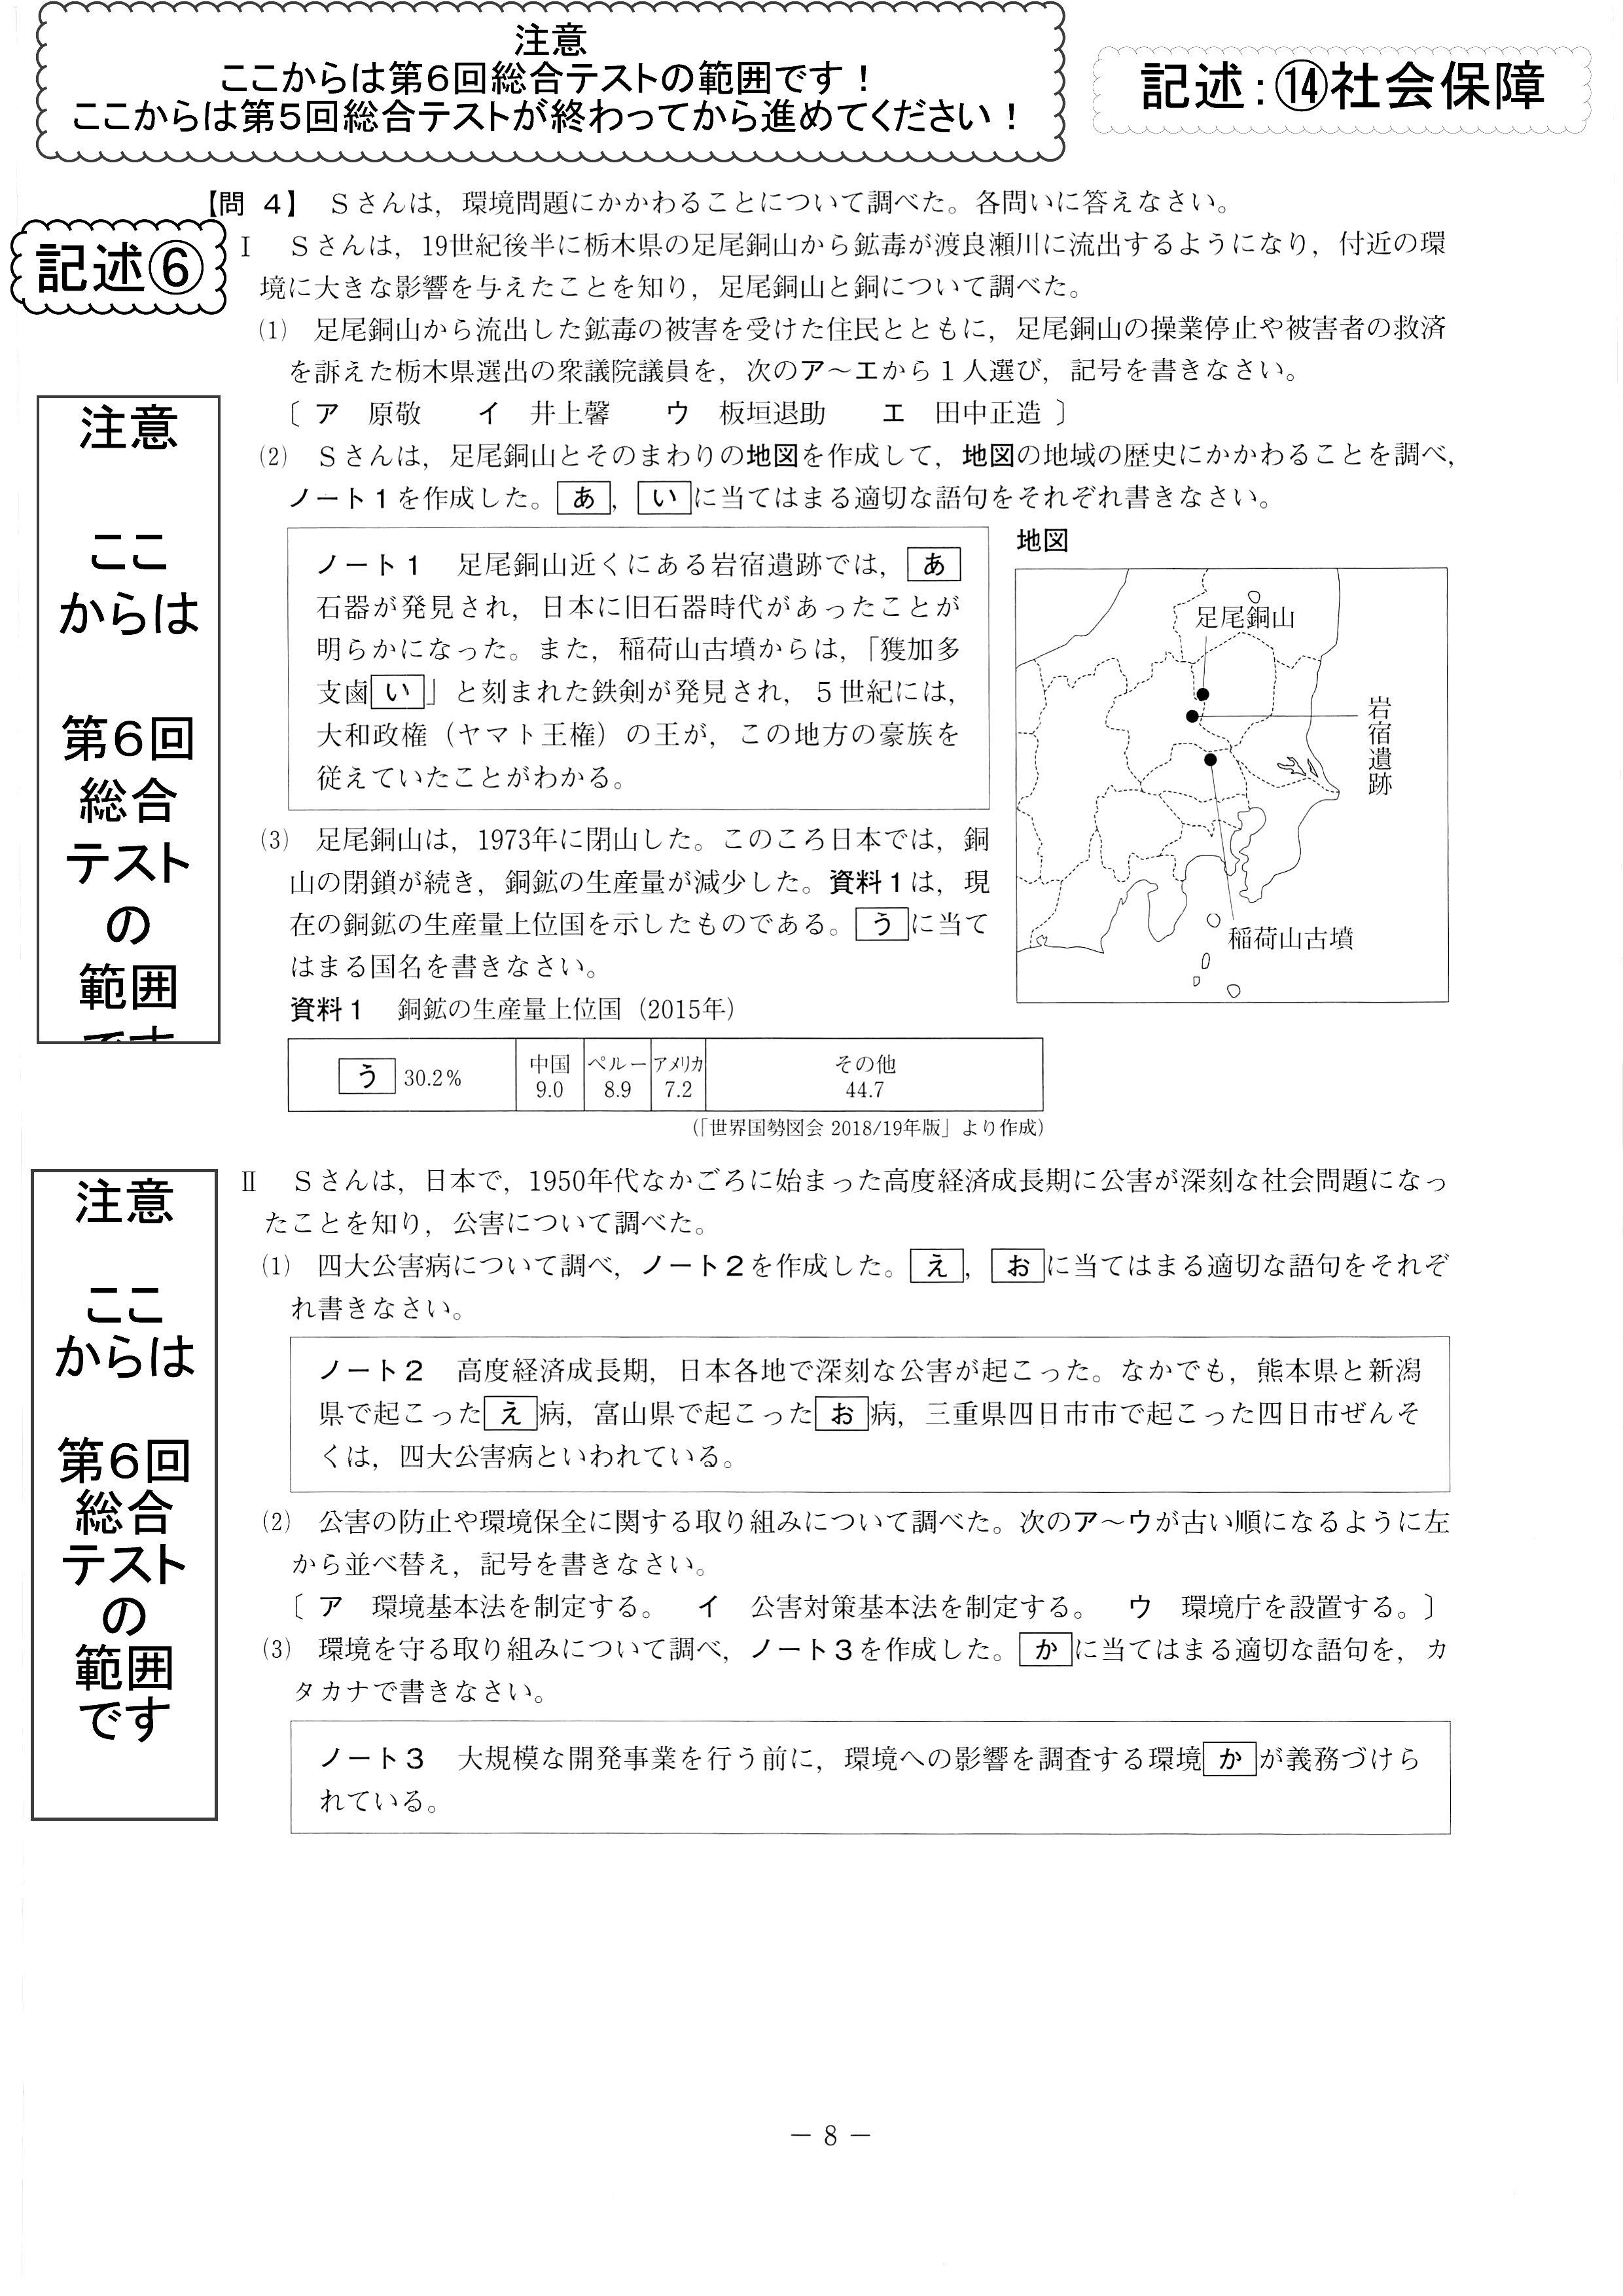 注意
ここからは第6回総合テストの範囲です！
ここからは第5回総合テストが終わってから進めてください！
記述：⑭社会保障
【問 4】 Sさんは，環境問題にかかわることについて調べた。各問いに答えなさい。
記述⑥
Ⅰ Sさんは，19世紀後半に栃木県の足尾銅山から鉱毒が渡良瀬川に流出するようになり，付近の環
境に大きな影響を与えたことを知り，足尾銅山と銅について調べた。
(1) 足尾銅山から流出した鉱毒の被害を受けた住民とともに，足尾銅山の操業停止や被害者の救済
を訴えた栃木県選出の衆議院議員を，次のア～エから1人選び，記号を書きなさい。
〔 ア 原敬 イ 井上馨 ウ 板垣退助 エ 田中正造 〕
(2) Sさんは，足尾銅山とそのまわりの地図を作成して，地図の地域の歴史にかかわることを調べ，
ノート1を作成した。 あ ， い に当てはまる適切な語句をそれぞれ書きなさい。
ノート1 足尾銅山近くにある岩宿遺跡では， あ
石器が発見され，日本に旧石器時代があったことが
明らかになった。また，稲荷山古墳からは，「獲加多
支鹵 い 」と刻まれた鉄剣が発見され，5世紀には，
大和政権（ヤマト王権）の王が，この地方の豪族を
従えていたことがわかる。
地図
足尾銅山
岩宿遺跡
稲荷山古墳
(3) 足尾銅山は，1973年に閉山した。このころ日本では，銅
山の閉鎖が続き，銅鉱の生産量が減少した。資料1は，現
在の銅鉱の生産量上位国を示したものである。 う に当て
はまる国名を書きなさい。
資料1 銅鉱の生産量上位国（2015年）
う 30.2% 中国 9.0 ペルー 8.9 アメリカ 7.2 その他 44.7
（「世界国勢図会 2018/19年版」より作成）
注意
ここ
からは
第6回
総合
テスト
の
範囲
です
Ⅱ Sさんは，日本で，1950年代なかごろに始まった高度経済成長期に公害が深刻な社会問題になっ
たことを知り，公害について調べた。
(1) 四大公害病について調べ，ノート2を作成した。 え ， お に当てはまる適切な語句をそれぞ
れ書きなさい。
ノート2 高度経済成長期，日本各地で深刻な公害が起こった。なかでも，熊本県と新潟
県で起こった え 病，富山県で起こった お 病，三重県四日市市で起こった四日市ぜんそ
くは，四大公害病といわれている。
(2) 公害の防止や環境保全に関する取り組みについて調べた。次のア～ウが古い順になるように左
から並べ替え，記号を書きなさい。
〔 ア 環境基本法を制定する。 イ 公害対策基本法を制定する。 ウ 環境庁を設置する。〕
(3) 環境を守る取り組みについて調べ，ノート3を作成した。 か に当てはまる適切な語句を，カ
タカナで書きなさい。
ノート3 大規模な開発事業を行う前に，環境への影響を調査する環境 か が義務づけら
れている。
注意
ここ
からは
第6回
総合
テスト
の
範囲
です
－ 8 －